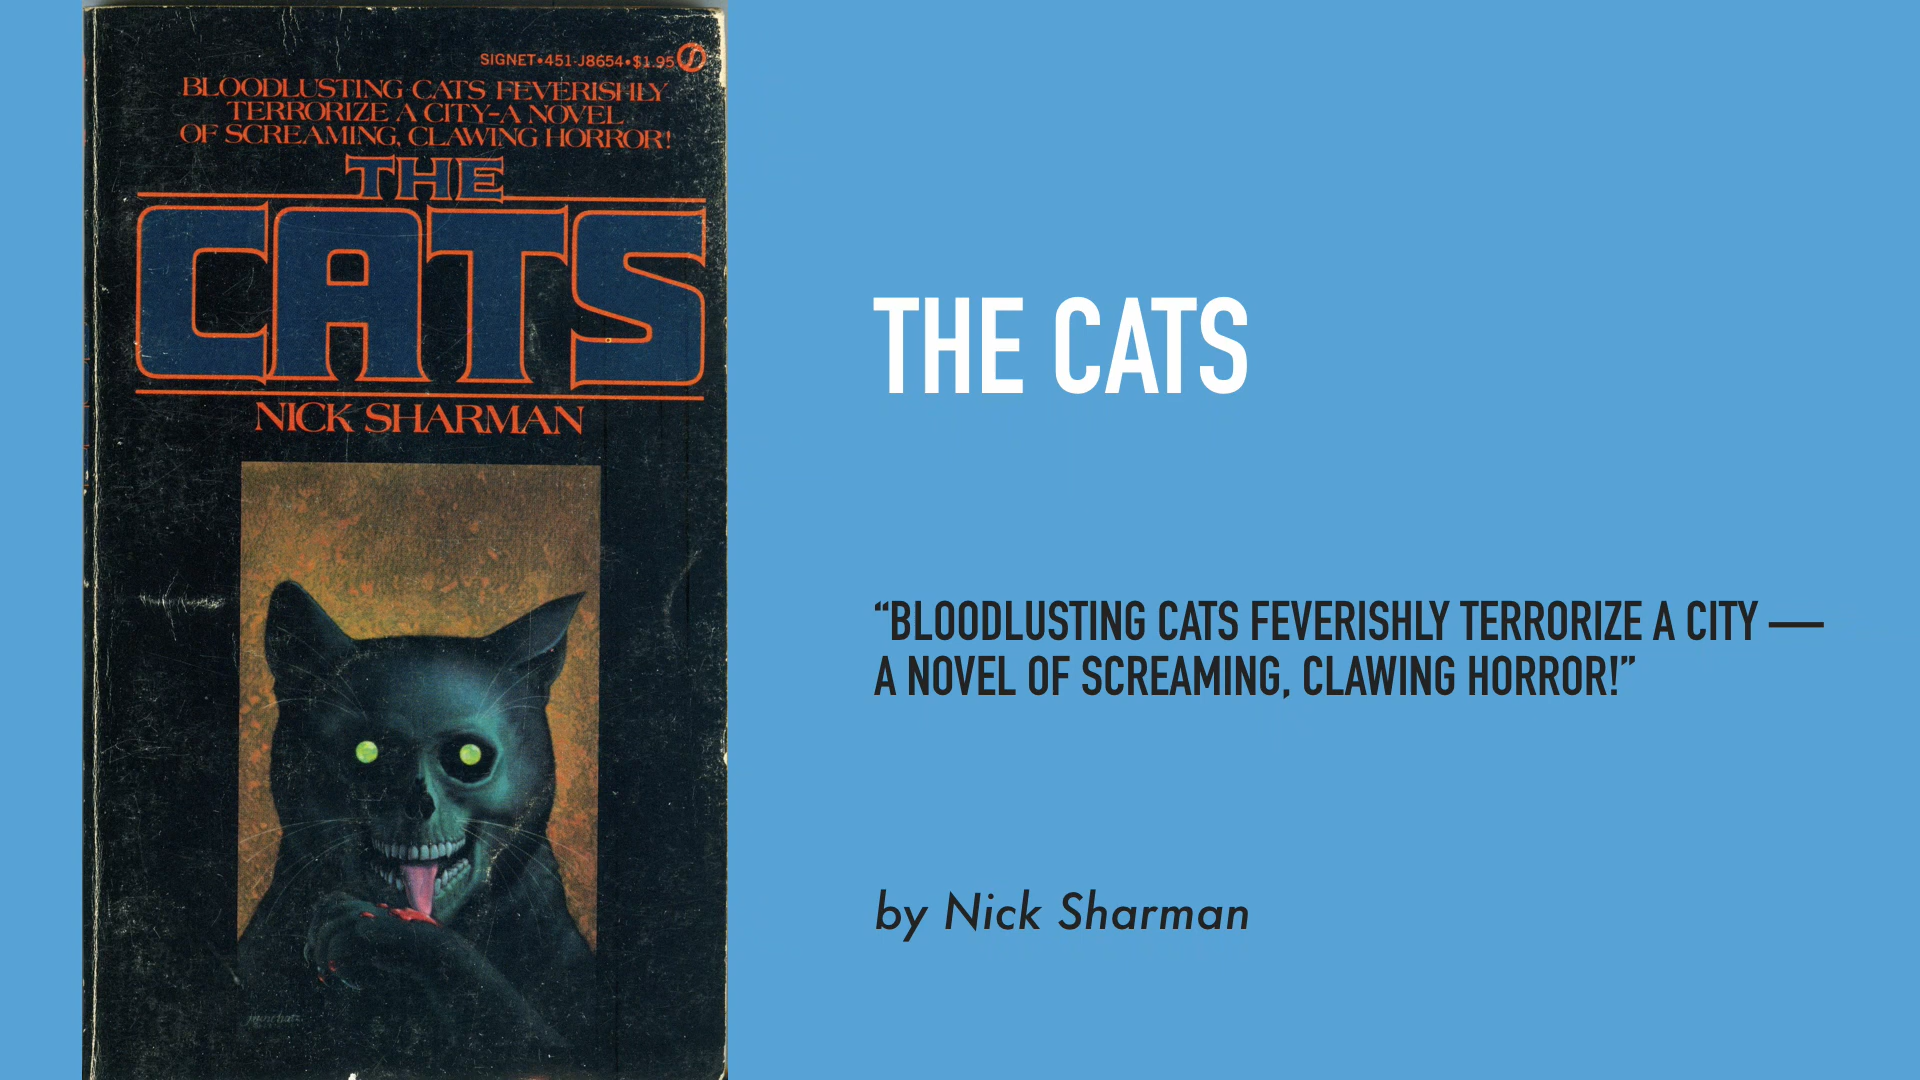 SIGNET•451-J8654•$1.95
BLOODLUSTING CATS FEVERISHLY
TERRORIZE A CITY–A NOVEL
OF SCREAMING, CLAWING HORROR!
THE
CATS
NICK SHARMAN
THE CATS
“BLOODLUSTING CATS FEVERISHLY TERRORIZE A CITY —
A NOVEL OF SCREAMING, CLAWING HORROR!”
by Nick Sharman